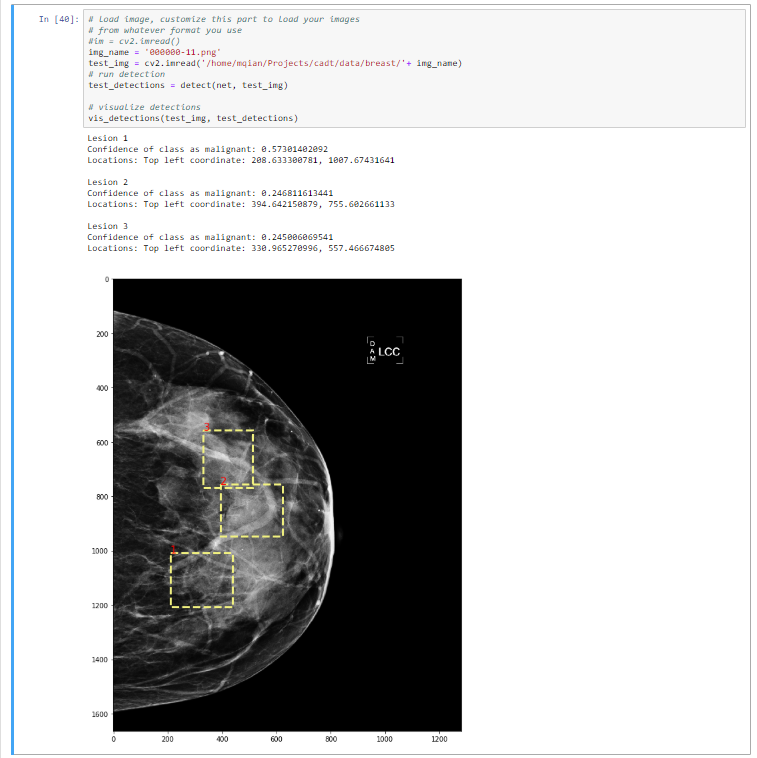 In [40]:
# Load image, customize this part to load your images
# from whatever format you use
#im = cv2.imread()
img_name = '000000-11.png'
test_img = cv2.imread('/home/mqian/Projects/cadt/data/breast/'+ img_name)
# run detection
test_detections = detect(net, test_img)
# visualize detections
vis_detections(test_img, test_detections)
Lesion 1
Confidence of class as malignant: 0.57301402092
Locations: Top left coordinate: 208.633300781, 1007.67431641
Lesion 2
Confidence of class as malignant: 0.246811613441
Locations: Top left coordinate: 394.642150879, 755.602661133
Lesion 3
Confidence of class as malignant: 0.245006069541
Locations: Top left coordinate: 330.965270996, 557.466674805
0
200
400
600
800
1000
1200
1400
1600
DAM LCC
3
2
1
0 200 400 600 800 1000 1200